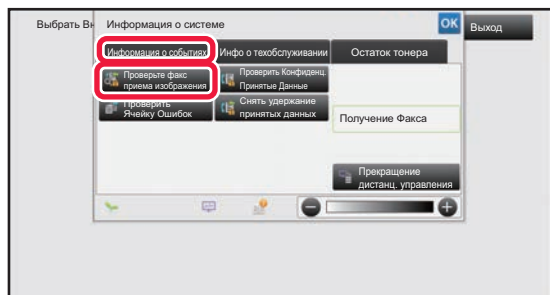 Выбрать Вн
Информация о системе
OK
Выход
Информация о событиях
Инфо о техобслуживании
Остаток тонера
Проверьте факс
приема изображения
Проверить Конфиденц.
Принятые Данные
Проверить
Ячейку Ошибок
Снять удержание
принятых данных
Получение Факса
Прекращение
дистанц. управления